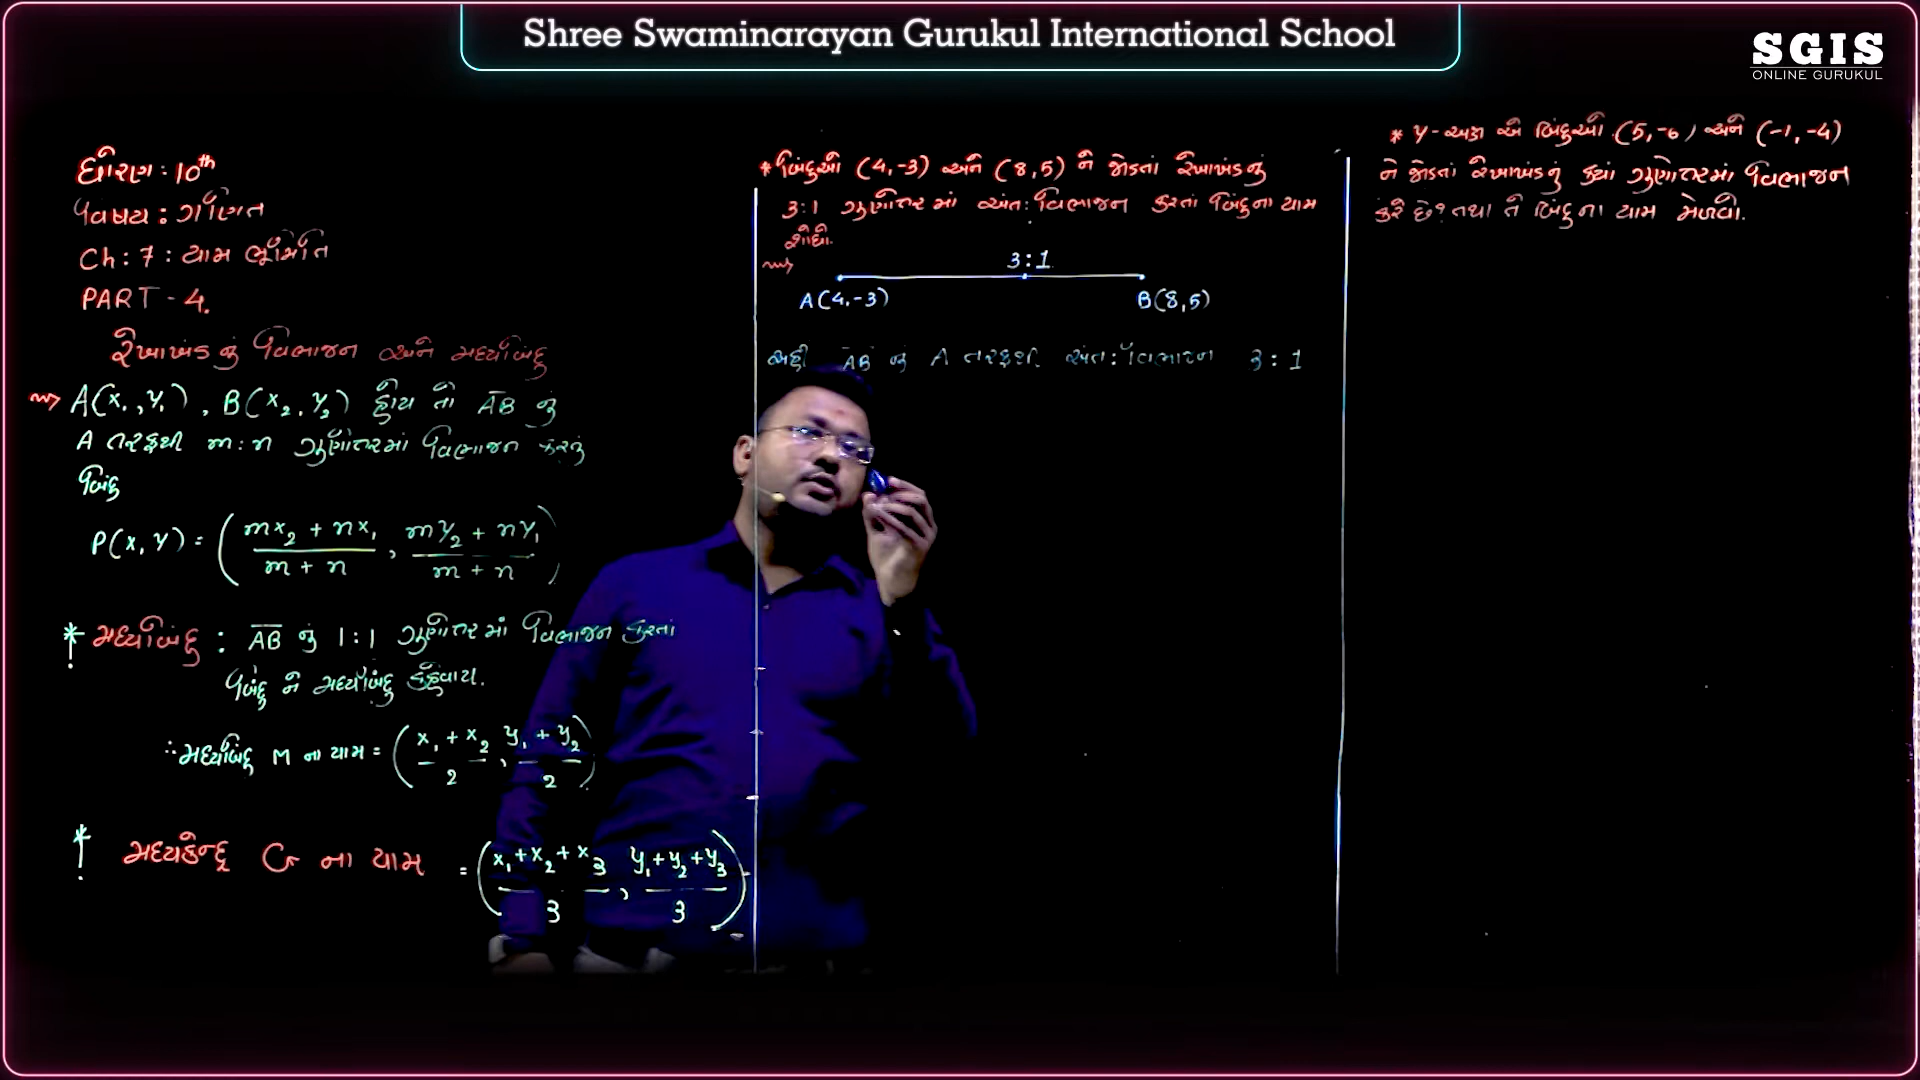 Shree Swaminarayan Gurukul International School
SGIS
ONLINE GURUKUL
ધોરણ : 10th
વિષય : ગણિત
Ch : 7 : યામ ભૂમિતિ
PART - 4.
રેખાખંડનું વિભાજન અને મધ્યબિંદુ
A(x₁, y₁) , B(x₂, y₂) હોય તો A̅B̅ નું
A તરફથી m : n ગુણોત્તરમાં વિભાજન કરતું
બિંદુ
P(x, y) = ( mx₂ + nx₁ / m + n , my₂ + ny₁ / m + n )
* મધ્યબિંદુ : A̅B̅ નું 1 : 1 ગુણોત્તરમાં વિભાજન કરતાં
બિંદુ ને મધ્યબિંદુ કહેવાય.
∴ મધ્યબિંદુ M ના યામ = ( x₁ + x₂ / 2 , y₁ + y₂ / 2 )
* મધ્યકેન્દ્ર G ના યામ = ( x₁ + x₂ + x₃ / 3 , y₁ + y₂ + y₃ / 3 )
* બિંદુઓ (4, -3) અને (8, 5) ને જોડતાં રેખાખંડનું
3 : 1 ગુણોત્તર માં અંતઃવિભાજન કરતાં બિંદુના યામ
શોધો.
3 : 1
A(4, -3) B(8, 5)
અહીં A̅B̅ નું A તરફથી અંતઃવિભાજન 3 : 1
* y - અક્ષ એ બિંદુઓ (5, -6) અને (-1, -4)
ને જોડતાં રેખાખંડનું કયાં ગુણોત્તરમાં વિભાજન
કરે છે? તથા તે બિંદુના યામ મેળવો.